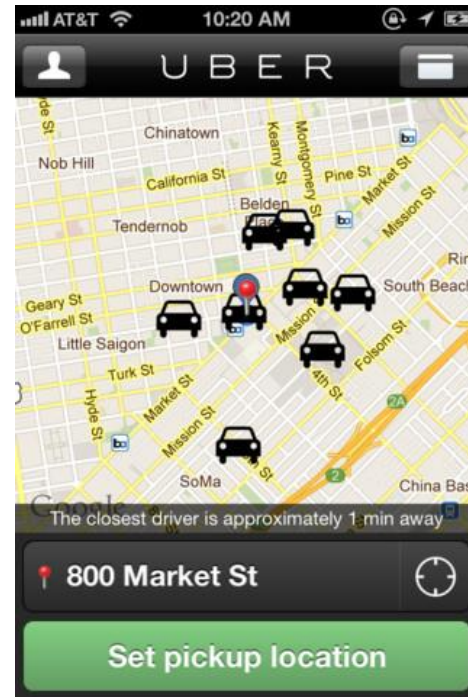 AT&T 10:20 AM
UBER
Chinatown
Kearny St
Montgomery St
Nob Hill
California St
Pine St
Market St
Mission St
Belden
Tendernob
Downtown
South Beach
Geary St
O'Farrell St
Little Saigon
Mission
Folsom St
Turk St
4th St
Hyde St
Market St
Mission St
2A
SoMa
2
China Bas
Google
The closest driver is approximately 1 min away
800 Market St
Set pickup location